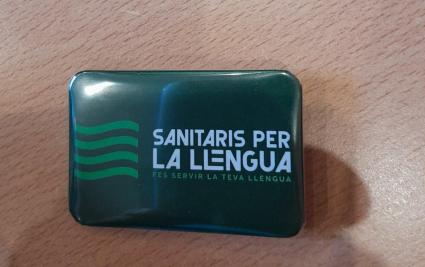 SANITARIS PER
LA LLENGUA
FES SERVIR LA TEVA LLENGUA